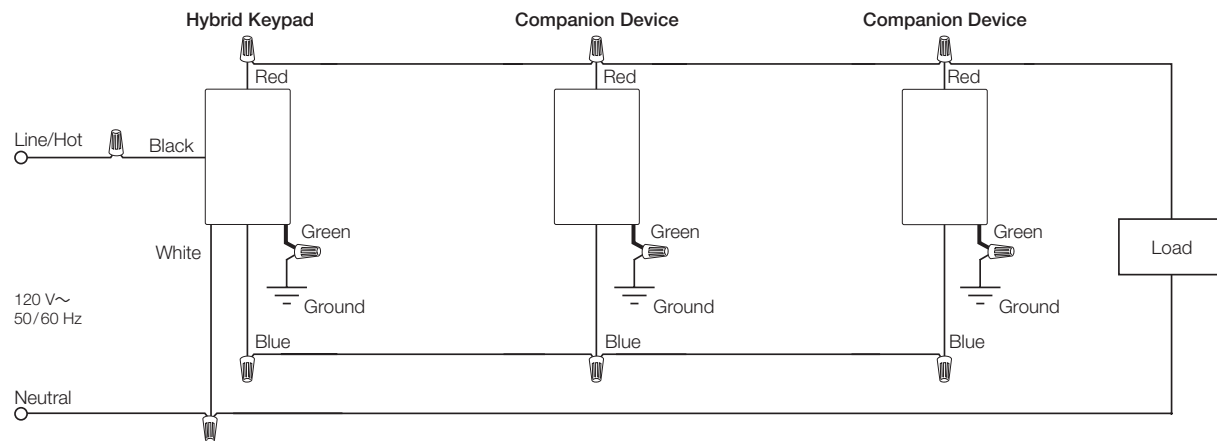 Hybrid Keypad
Companion Device
Companion Device
Red
Red
Red
Line/Hot
Black
Green
Green
Green
White
Load
Ground
Ground
Ground
120 V~
50/60 Hz
Blue
Blue
Blue
Neutral